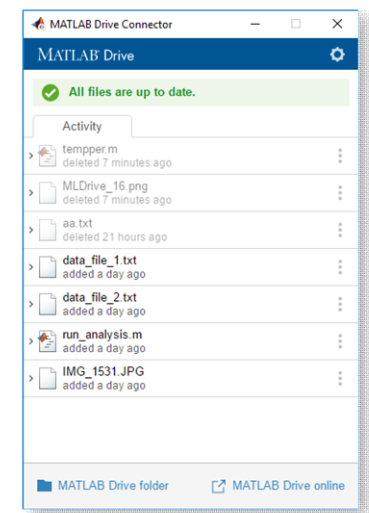 MATLAB Drive Connector
MATLAB Drive
All files are up to date.
Activity
tempper.m
deleted 7 minutes ago
MLDrive_16.png
deleted 7 minutes ago
aa.txt
deleted 21 hours ago
data_file_1.txt
added a day ago
data_file_2.txt
added a day ago
run_analysis.m
added a day ago
IMG_1531.JPG
added a day ago
MATLAB Drive folder
MATLAB Drive online